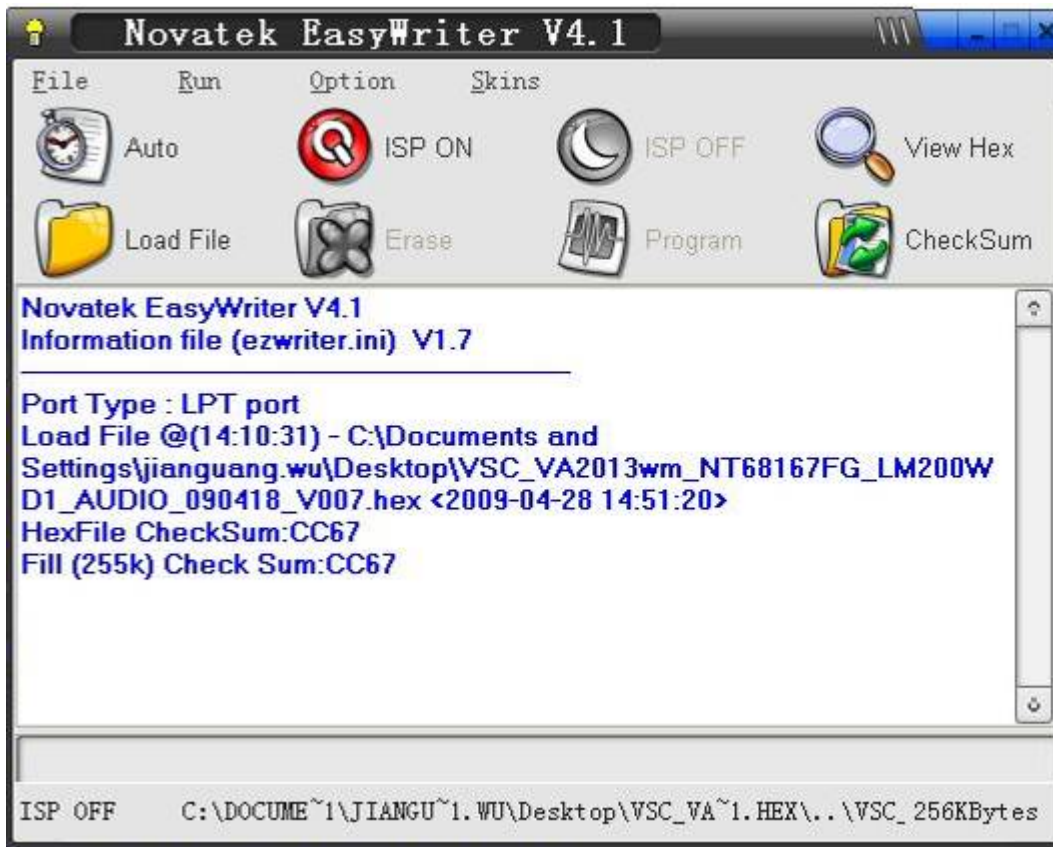 Novatek EasyWriter V4.1
File Run Option Skins
Auto ISP ON ISP OFF View Hex
Load File Erase Program CheckSum
Novatek EasyWriter V4.1
Information file (ezwriter.ini) V1.7
Port Type : LPT port
Load File @(14:10:31) - C:\Documents and
Settings\jianguang.wu\Desktop\VSC_VA2013wm_NT68167FG_LM200W
D1_AUDIO_090418_V007.hex <2009-04-28 14:51:20>
HexFile CheckSum:CC67
Fill (255k) Check Sum:CC67
ISP OFF C:\DOCUME~1\JIANGU~1.WU\Desktop\VSC_VA~1.HEX\..\VSC_ 256KBytes